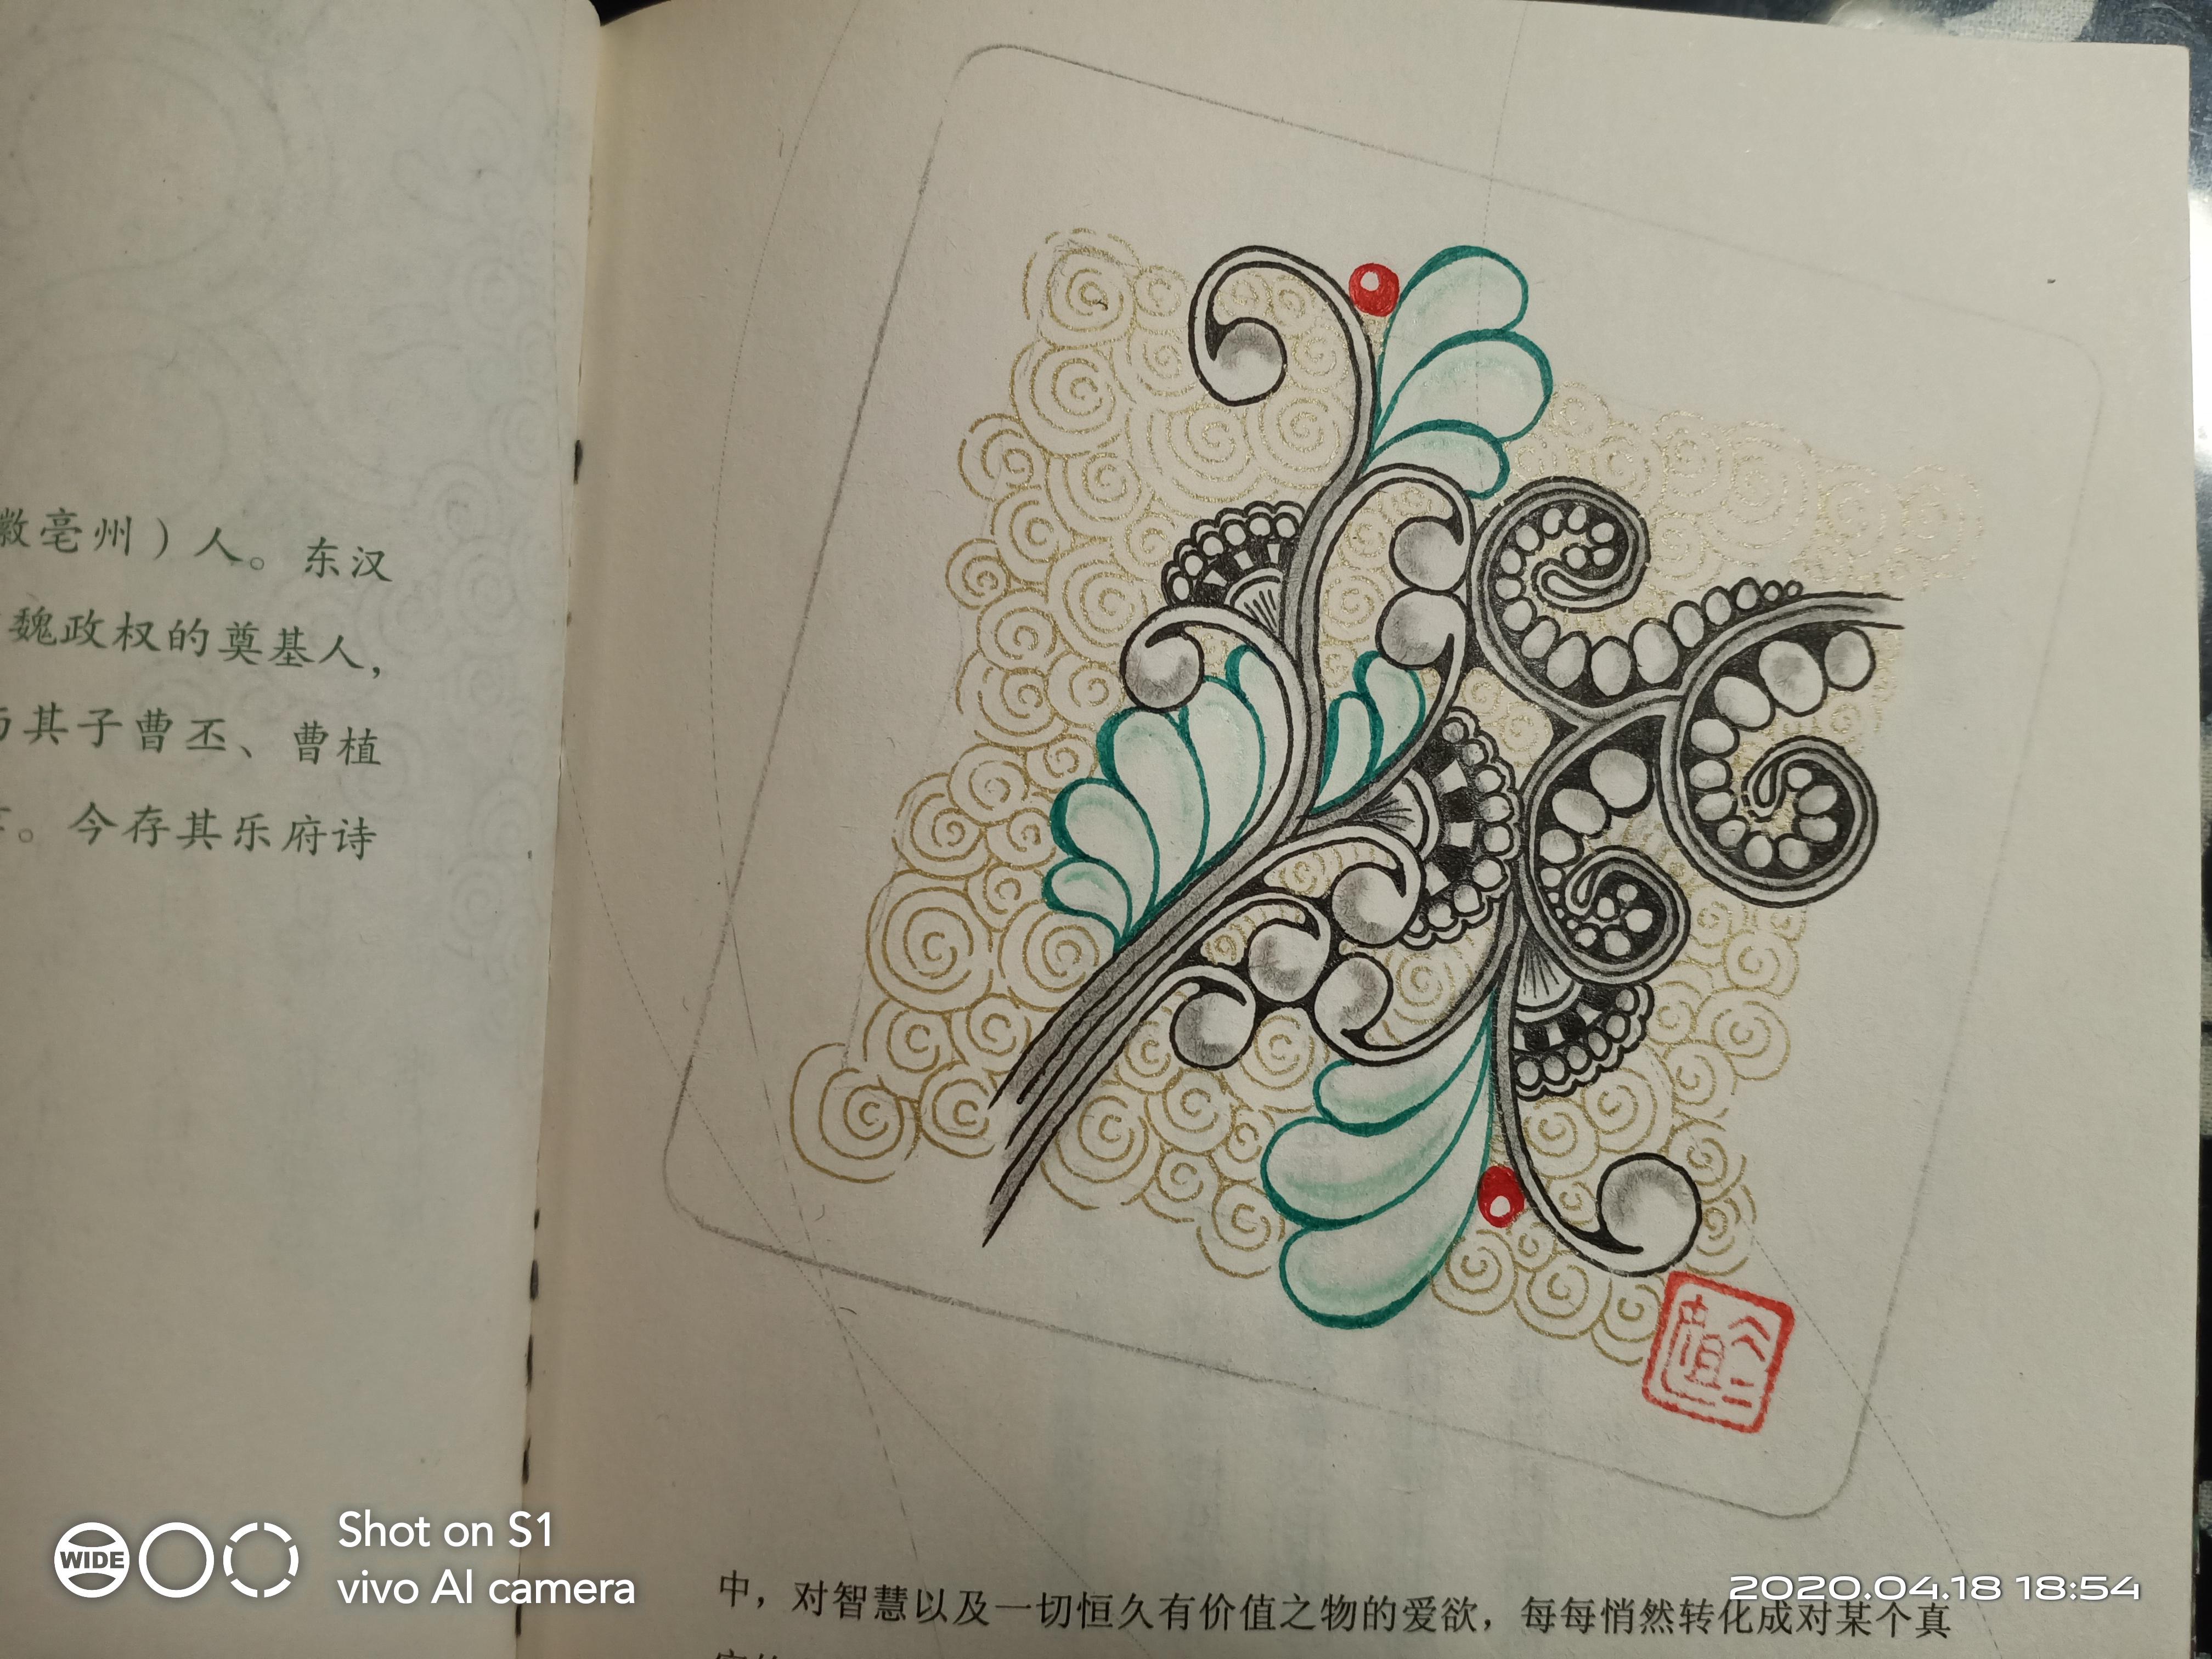 徽亳州）人。东汉
魏政权的奠基人，
与其子曹丕、曹植
。今存其乐府诗
中，对智慧以及一切恒久有价值之物的爱欲，每每悄然转化成对某个真
WIDE
Shot on S1
vivo AI camera
2020.04.18 18:54